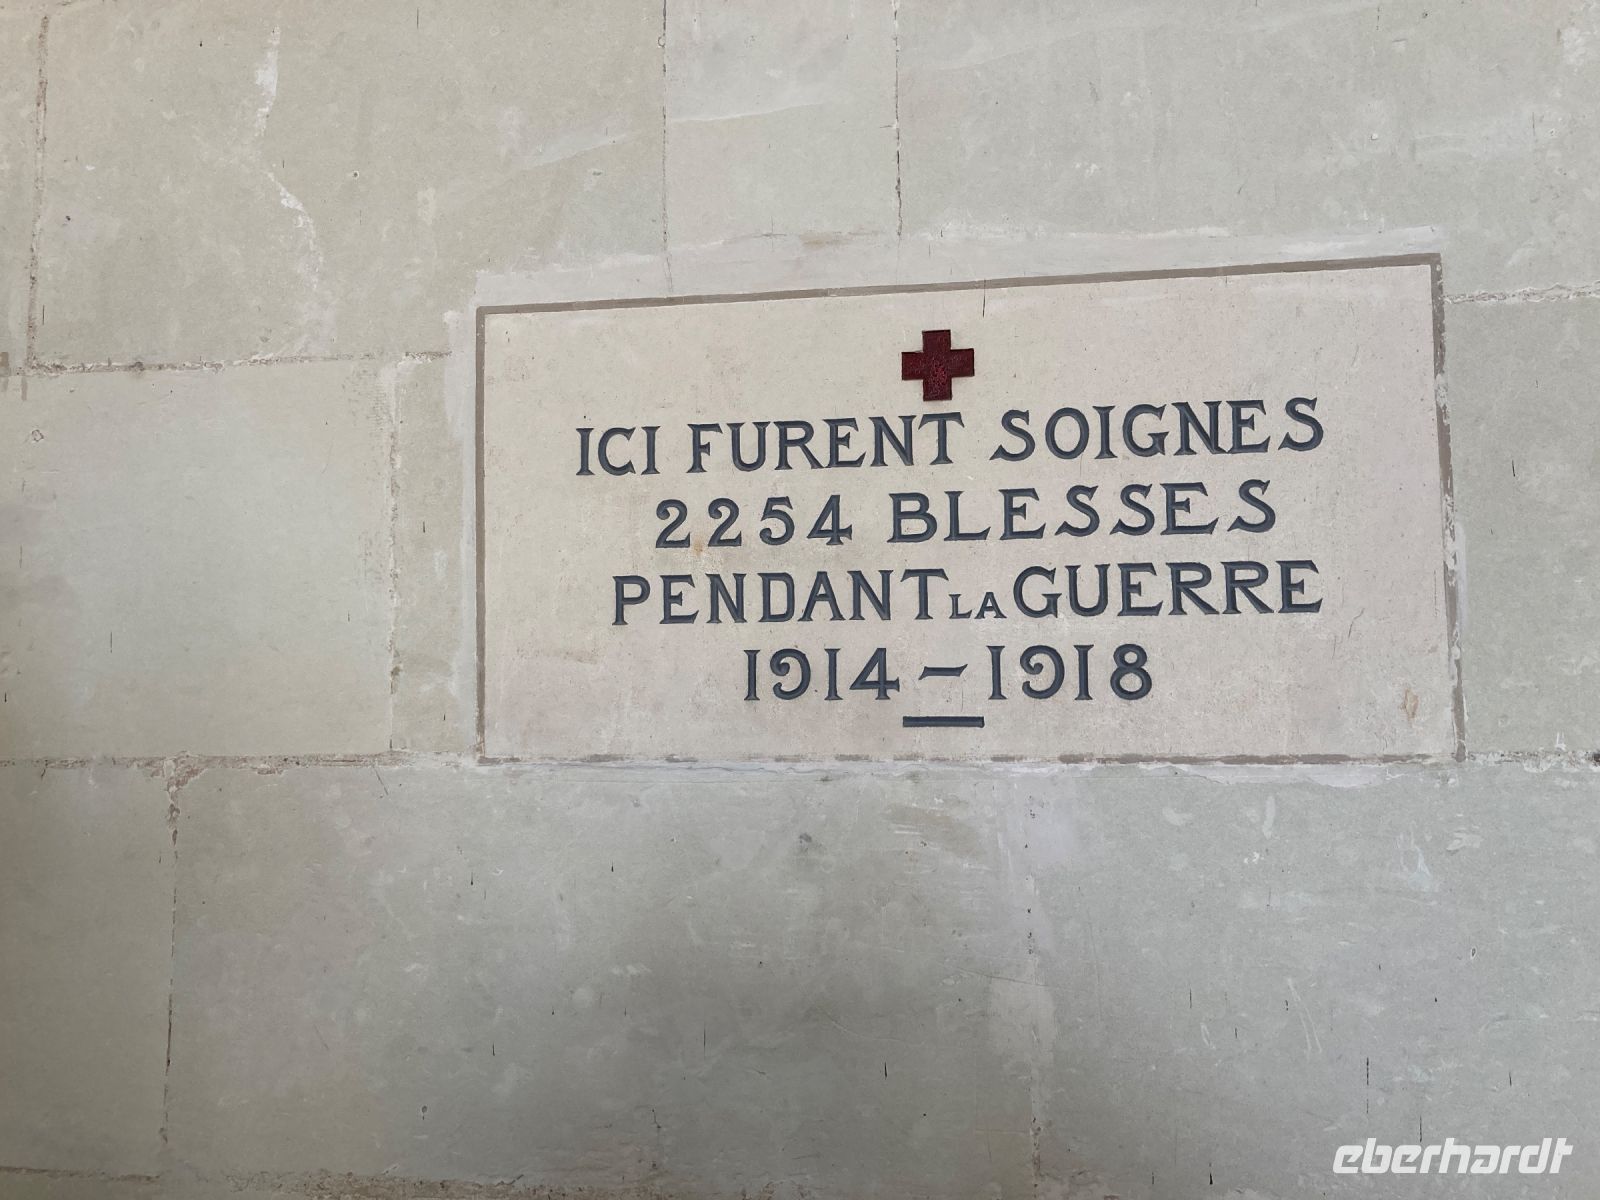 ICI FURENT SOIGNES
2254 BLESSES
PENDANT LA GUERRE
1914 – 1918
eberhardt